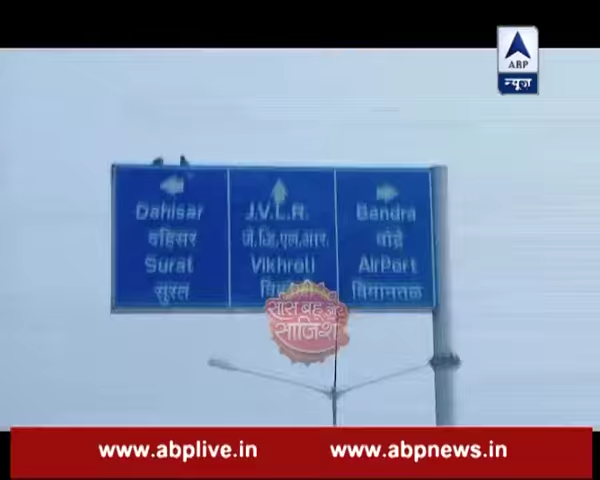 ABP
न्यूज़
Dahisar
दहिसर
Surat
सुरत
J.V.L.R.
जे.व्हि.एल.आर.
Vikhroli
Bandra
वांद्रे
AirPort
विमानतळ
सास बहू और
साज़िश
www.abplive.in
www.abpnews.in